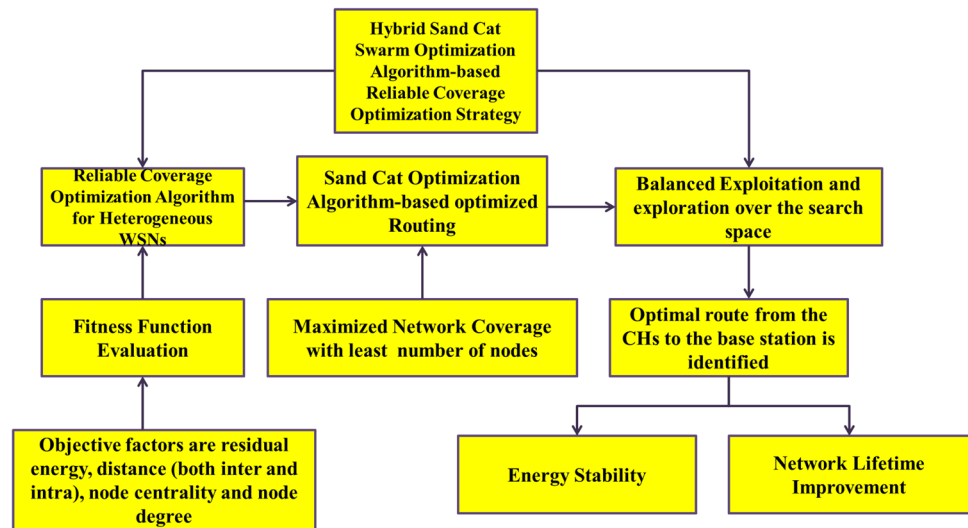 Hybrid Sand Cat
Swarm Optimization
Algorithm-based
Reliable Coverage
Optimization Strategy
Reliable Coverage
Optimization Algorithm
for Heterogeneous
WSNs
Sand Cat Optimization
Algorithm-based optimized
Routing
Balanced Exploitation and
exploration over the search
space
Fitness Function
Evaluation
Maximized Network Coverage
with least number of nodes
Optimal route from the
CHs to the base station is
identified
Objective factors are residual
energy, distance (both inter and
intra), node centrality and node
degree
Energy Stability
Network Lifetime
Improvement